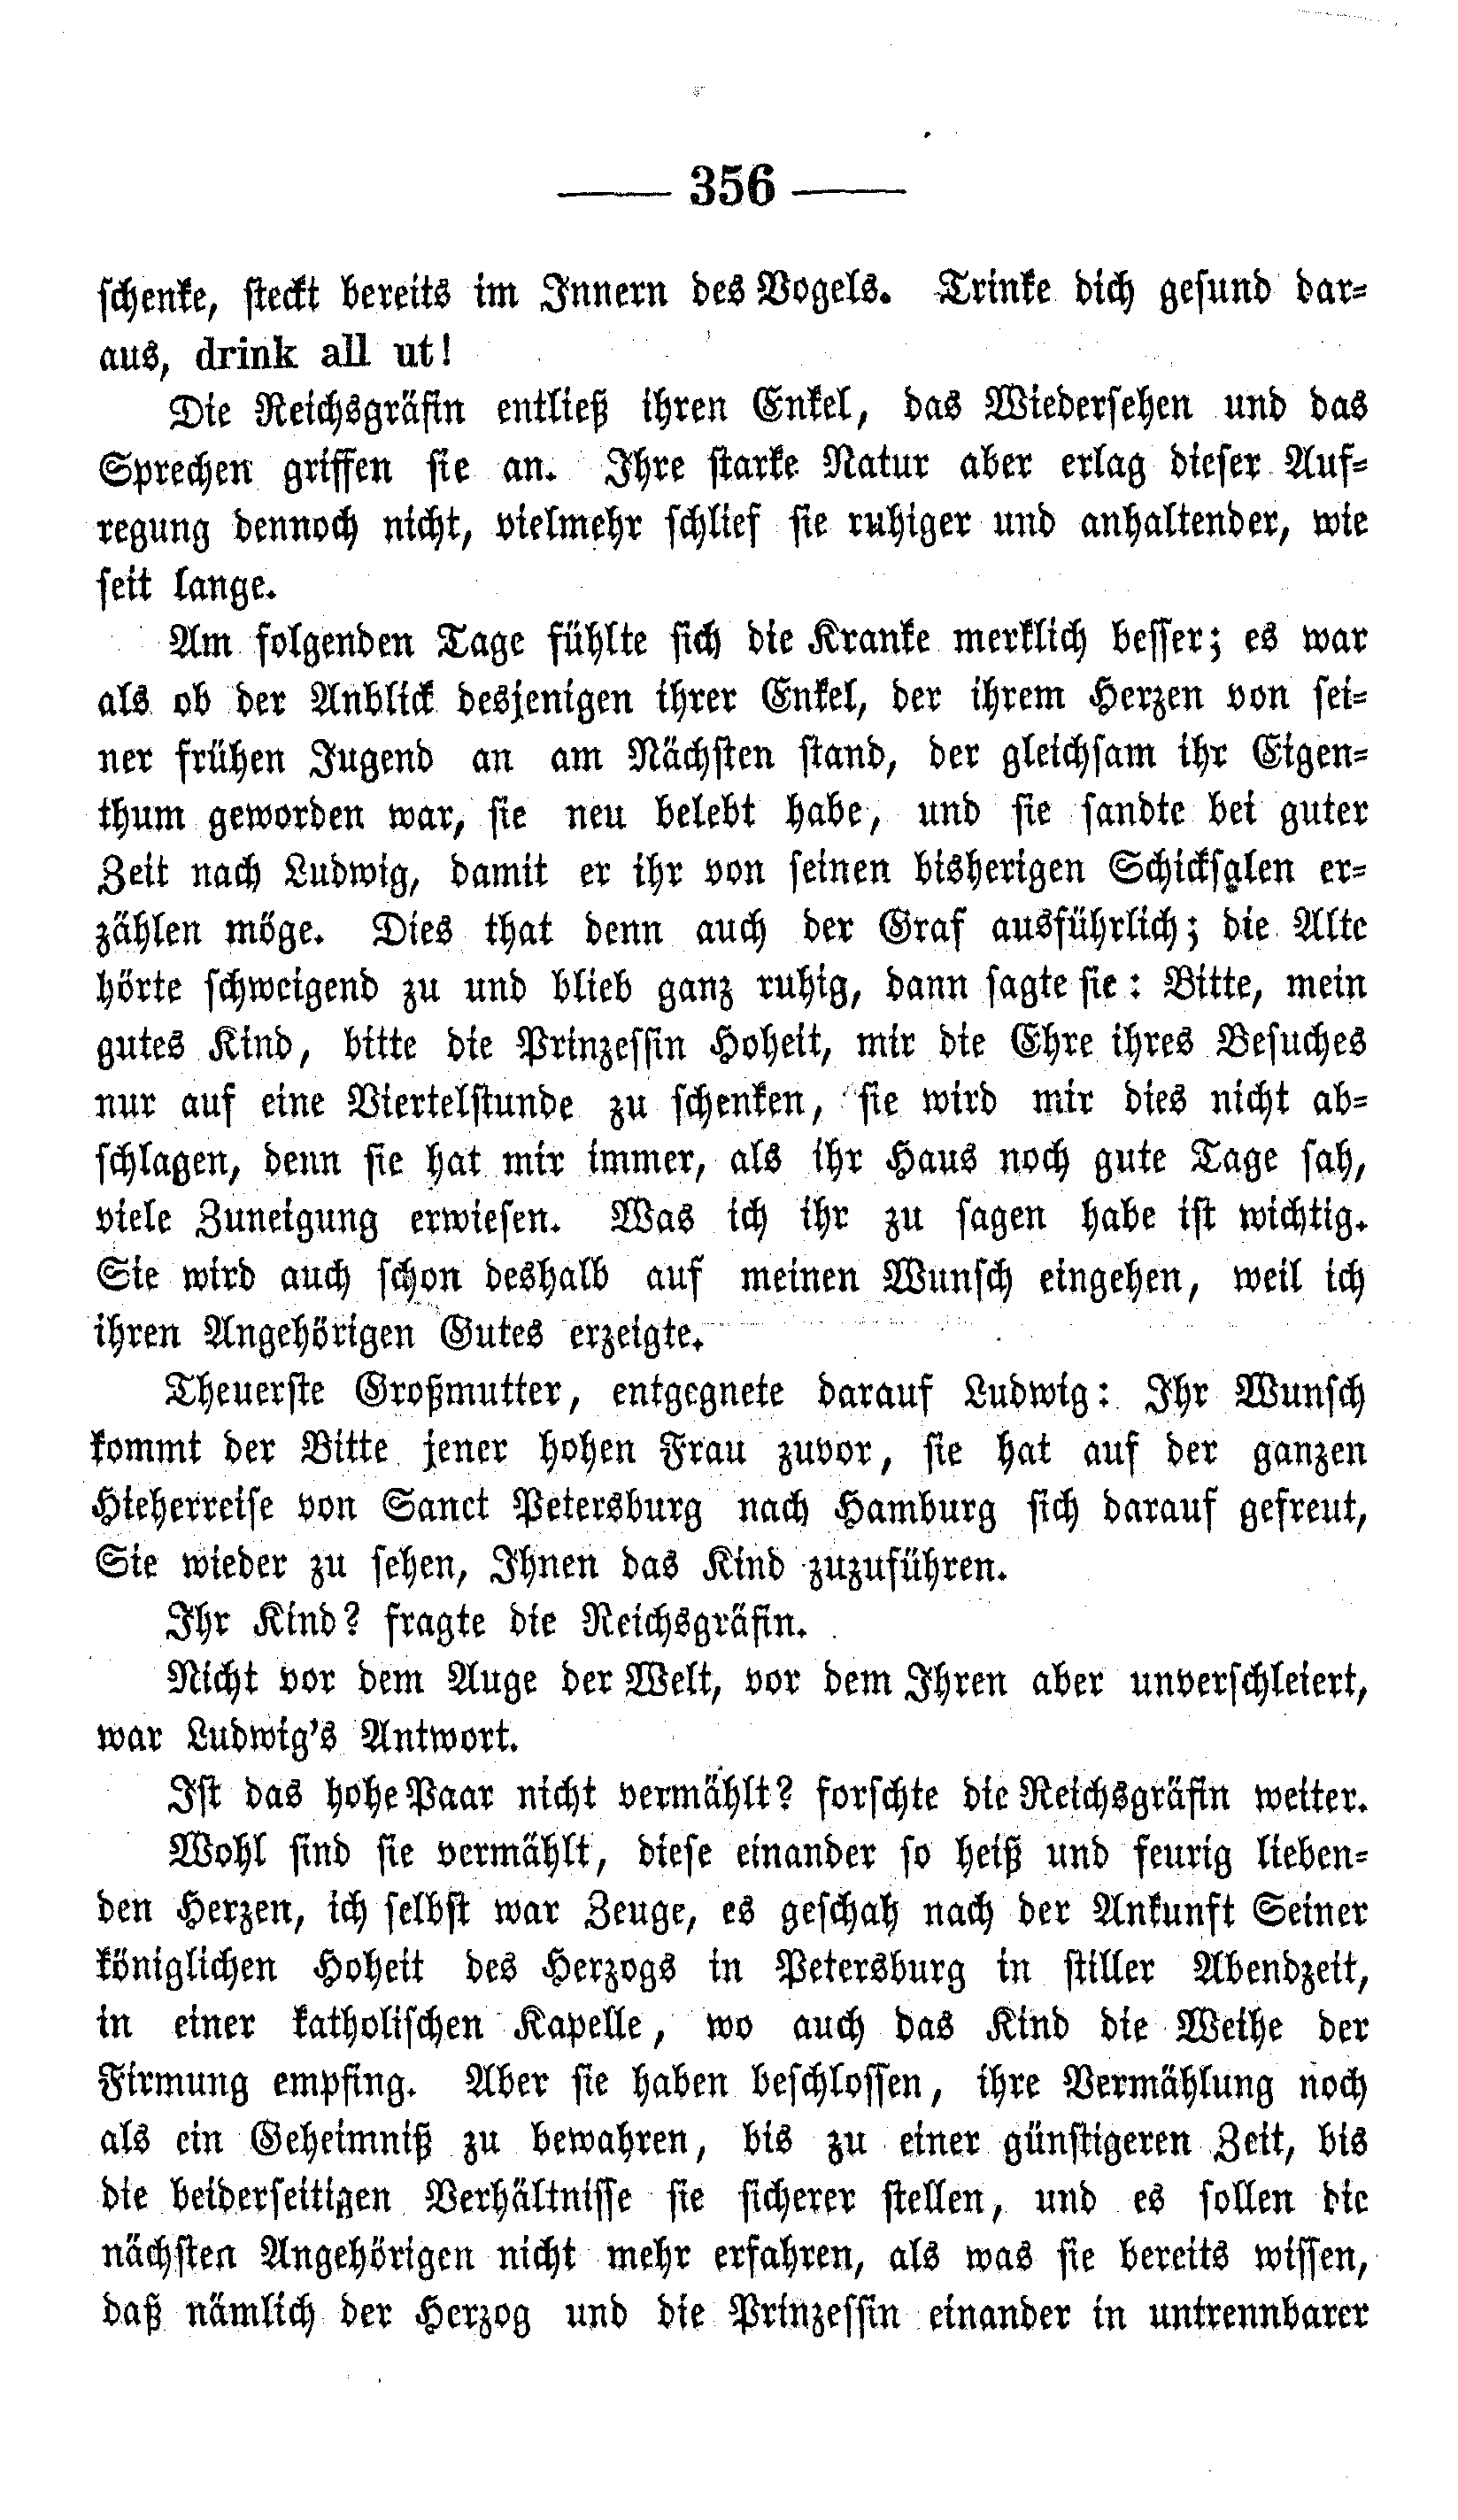 — 356 —
schenke, steckt bereits im Innern des Vogels. Trinke dich gesund dar-
aus, drink all ut!
Die Reichsgräfin entließ ihren Enkel, das Wiedersehen und das
Sprechen griffen sie an. Ihre starke Natur aber erlag dieser Auf-
regung dennoch nicht, vielmehr schlief sie ruhiger und anhaltender, wie
seit lange.
Am folgenden Tage fühlte sich die Kranke merklich besser; es war
als ob der Anblick desjenigen ihrer Enkel, der ihrem Herzen von sei-
ner frühen Jugend an am Nächsten stand, der gleichsam ihr Eigen-
thum geworden war, sie neu belebt habe, und sie sandte bei guter
Zeit nach Ludwig, damit er ihr von seinen bisherigen Schicksalen er-
zählen möge. Dies that denn auch der Graf ausführlich; die Alte
hörte schweigend zu und blieb ganz ruhig, dann sagte sie: Bitte, mein
gutes Kind, bitte die Prinzessin Hoheit, mir die Ehre ihres Besuches
nur auf eine Viertelstunde zu schenken, sie wird mir dies nicht ab-
schlagen, denn sie hat mir immer, als ihr Haus noch gute Tage sah,
viele Zuneigung erwiesen. Was ich ihr zu sagen habe ist wichtig.
Sie wird auch schon deshalb auf meinen Wunsch eingehen, weil ich
ihren Angehörigen Gutes erzeigte.
Theuerste Großmutter, entgegnete darauf Ludwig: Ihr Wunsch
kommt der Bitte jener hohen Frau zuvor, sie hat auf der ganzen
Hieherreise von Sanct Petersburg nach Hamburg sich darauf gefreut,
Sie wieder zu sehen, Ihnen das Kind zuzuführen.
Ihr Kind? fragte die Reichsgräfin.
Nicht vor dem Auge der Welt, vor dem Ihren aber unverschleiert,
war Ludwig's Antwort.
Ist das hohe Paar nicht vermählt? forschte die Reichsgräfin weiter.
Wohl sind sie vermählt, diese einander so heiß und feurig lieben-
den Herzen, ich selbst war Zeuge, es geschah nach der Ankunft Seiner
königlichen Hoheit des Herzogs in Petersburg in stiller Abendzeit,
in einer katholischen Kapelle, wo auch das Kind die Weihe der
Firmung empfing. Aber sie haben beschlossen, ihre Vermählung noch
als ein Geheimniß zu bewahren, bis zu einer günstigeren Zeit, bis
die beiderseitigen Verhältnisse sie sicherer stellen, und es sollen die
nächsten Angehörigen nicht mehr erfahren, als was sie bereits wissen,
daß nämlich der Herzog und die Prinzessin einander in untrennbarer